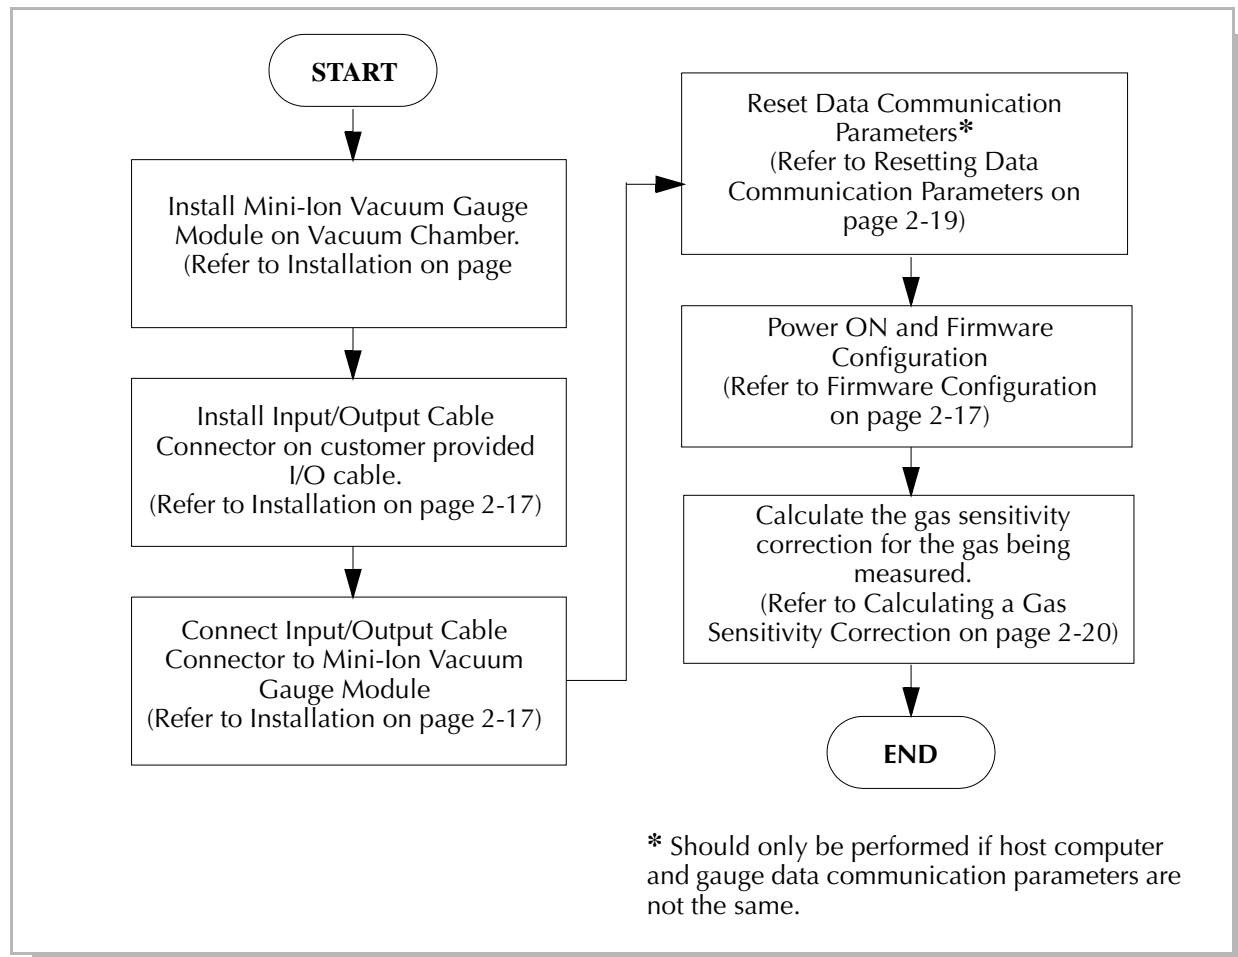 START
Install Mini-Ion Vacuum Gauge
Module on Vacuum Chamber.
(Refer to Installation on page
Install Input/Output Cable
Connector on customer provided
I/O cable.
(Refer to Installation on page 2-17)
Connect Input/Output Cable
Connector to Mini-Ion Vacuum
Gauge Module
(Refer to Installation on page 2-17)
Reset Data Communication
Parameters*
(Refer to Resetting Data
Communication Parameters on
page 2-19)
Power ON and Firmware
Configuration
(Refer to Firmware Configuration
on page 2-17)
Calculate the gas sensitivity
correction for the gas being
measured.
(Refer to Calculating a Gas
Sensitivity Correction on page 2-20)
END
* Should only be performed if host computer
and gauge data communication parameters are
not the same.